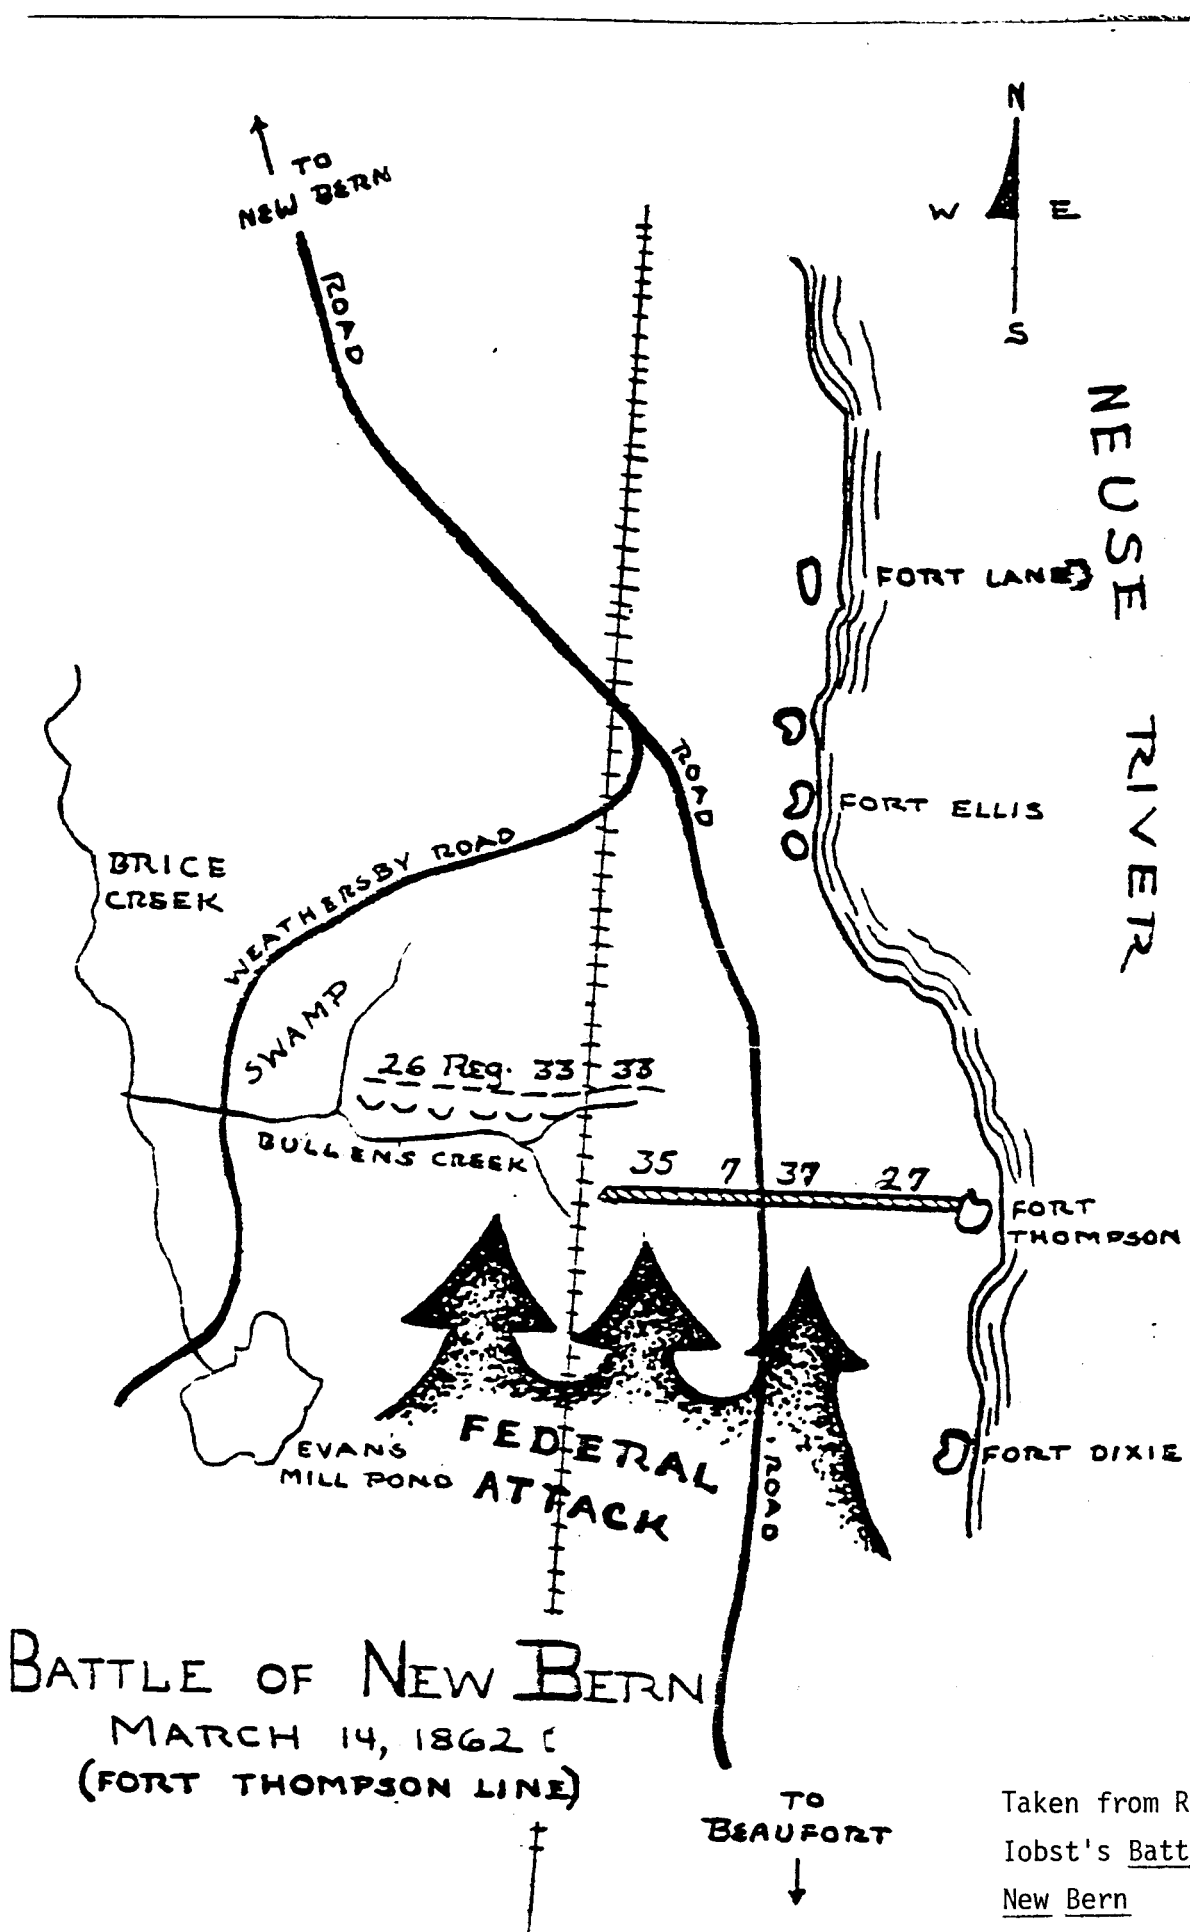 N
W E
S
TO
NEW BERN
ROAD
NEUSE RIVER
FORT LANE
ROAD
FORT ELLIS
BRICE
CREEK
WEATHERSBY ROAD
SWAMP
26 Reg. 33 33
BULLENS CREEK
35 7 37 27
FORT
THOMPSON
FEDERAL
ATTACK
EVANS
MILL POND
ROAD
FORT DIXIE
BATTLE OF NEW BERN
MARCH 14, 1862
(FORT THOMPSON LINE)
TO
BEAUFORT
Taken from R
Iobst's Batt
New Bern